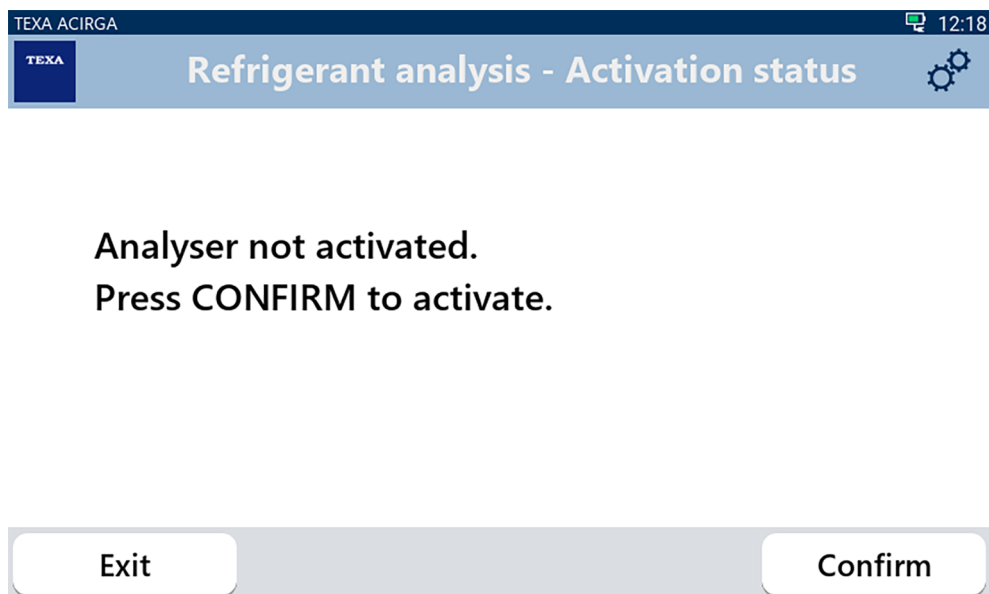 TEXA ACIRGA 12:18
TEXA
Refrigerant analysis - Activation status
Analyser not activated.
Press CONFIRM to activate.
Exit Confirm